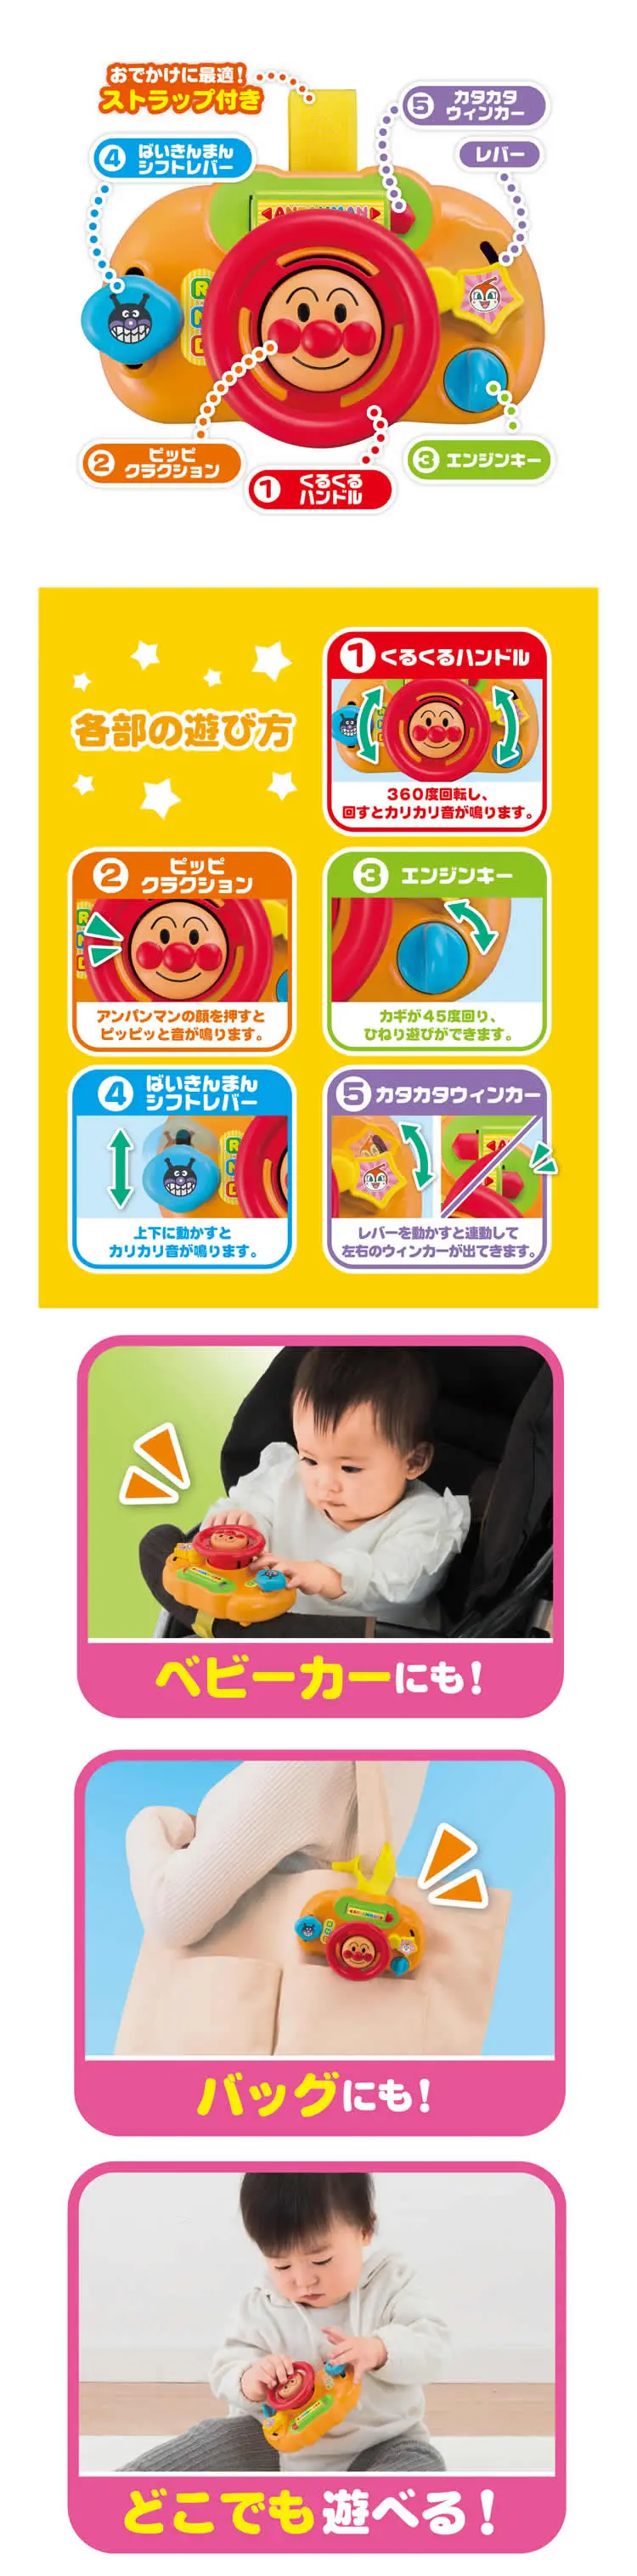 おでかけに最適！
ストラップ付き
⑤ カタカタ
ウィンカー
④ ばいきんまん
シフトレバー
レバー
ANPANMAN
R
N
D
② ピッピ
クラクション
① くるくる
ハンドル
③ エンジンキー
各部の遊び方
① くるくるハンドル
360度回転し、
回すとカリカリ音が鳴ります。
② ピッピ
クラクション
アンパンマンの顔を押すと
ピッピッと音が鳴ります。
③ エンジンキー
カギが45度回り、
ひねり遊びができます。
④ ばいきんまん
シフトレバー
上下に動かすと
カリカリ音が鳴ります。
⑤ カタカタウィンカー
レバーを動かすと連動して
左右のウィンカーが出てきます。
ベビーカーにも！
バッグにも！
どこでも遊べる！